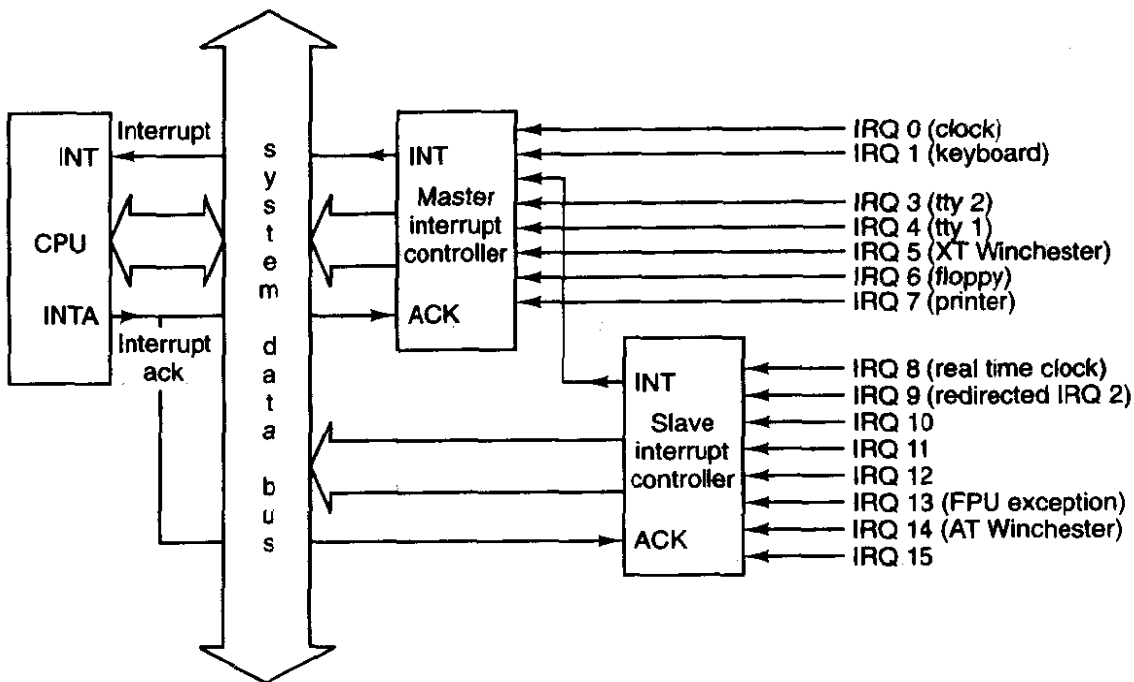 Interrupt
INT
CPU
INTA
Interrupt
ack
system data bus
INT
Master
interrupt
controller
ACK
IRQ 0 (clock)
IRQ 1 (keyboard)
IRQ 3 (tty 2)
IRQ 4 (tty 1)
IRQ 5 (XT Winchester)
IRQ 6 (floppy)
IRQ 7 (printer)
INT
Slave
interrupt
controller
ACK
IRQ 8 (real time clock)
IRQ 9 (redirected IRQ 2)
IRQ 10
IRQ 11
IRQ 12
IRQ 13 (FPU exception)
IRQ 14 (AT Winchester)
IRQ 15